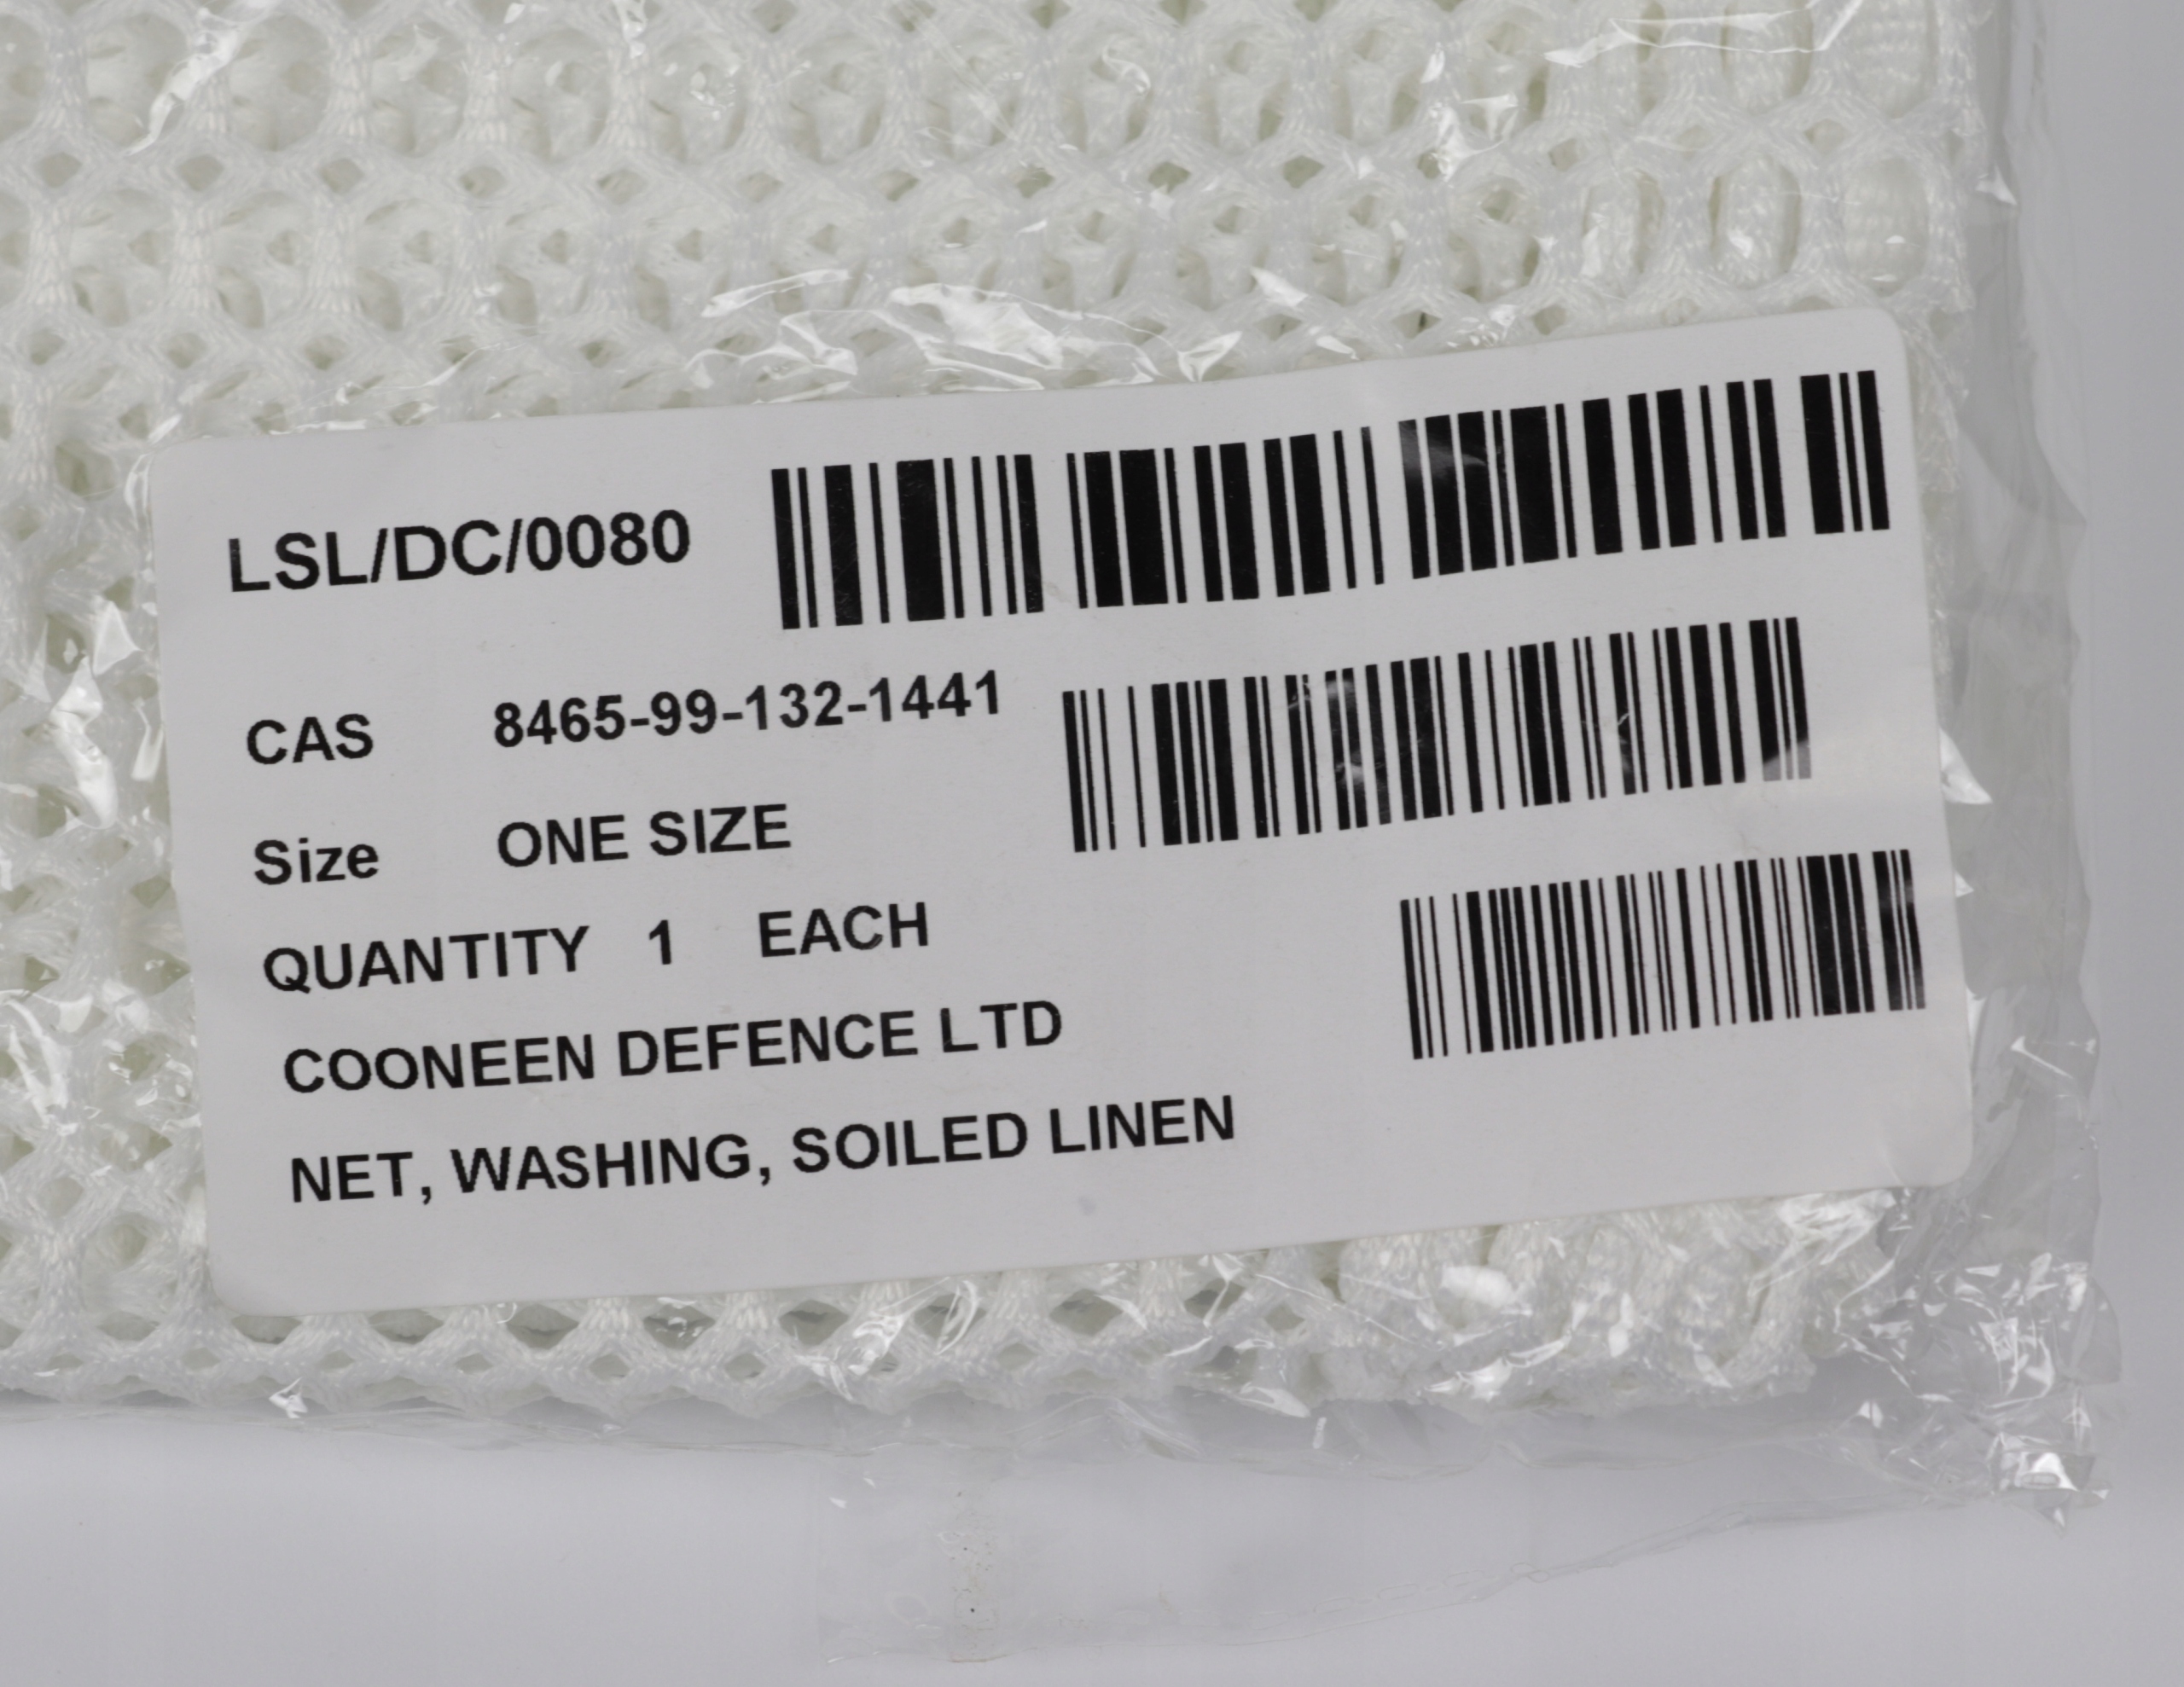 LSL/DC/0080
CAS 8465-99-132-1441
Size ONE SIZE
QUANTITY 1 EACH
COONEEN DEFENCE LTD
NET, WASHING, SOILED LINEN